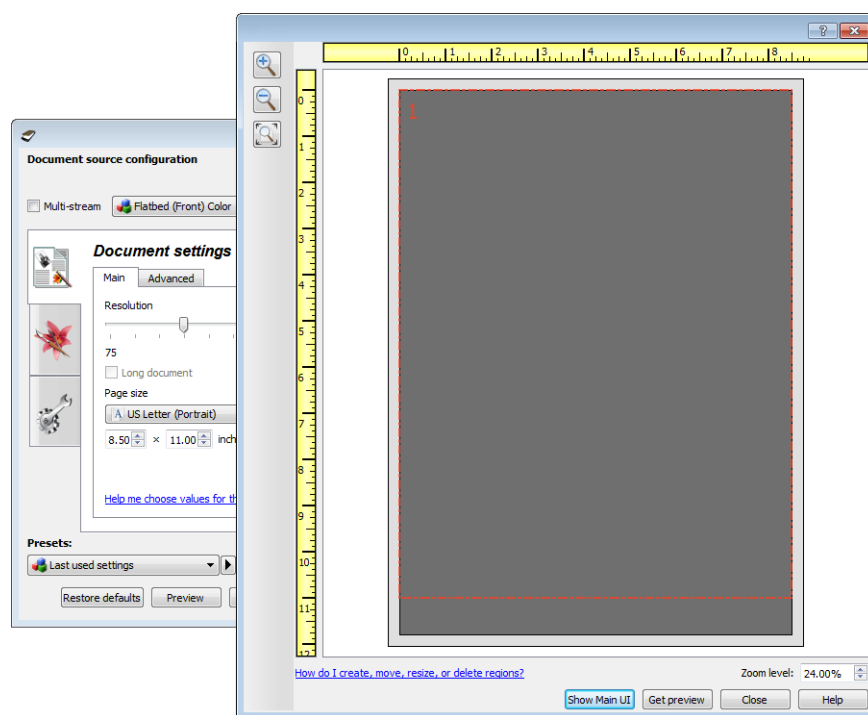 ?
0 1 2 3 4 5 6 7 8
0
1
2
3
4
5
6
7
8
9
10
11
12
1
Document source configuration
Multi-stream Flatbed (Front) Color
Document settings
Main Advanced
Resolution
75
Long document
Page size
A US Letter (Portrait)
8.50 × 11.00 inch
Help me choose values for th
Presets:
Last used settings
Restore defaults Preview
How do I create, move, resize, or delete regions? Zoom level: 24.00%
Show Main UI Get preview Close Help